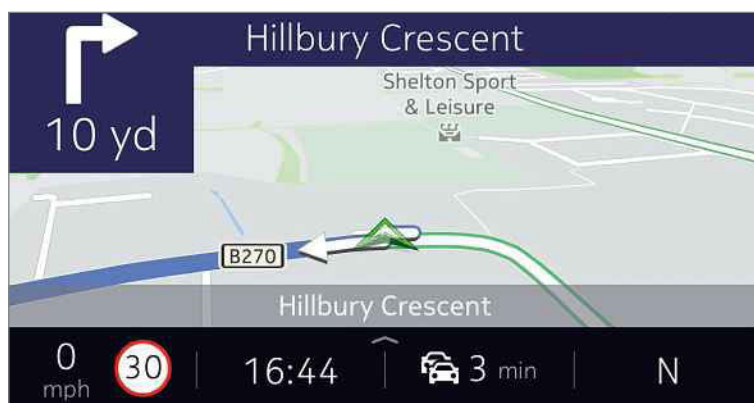 Hillbury Crescent
10 yd
Shelton Sport
& Leisure
B270
Hillbury Crescent
0
mph
30
16:44
3 min
N